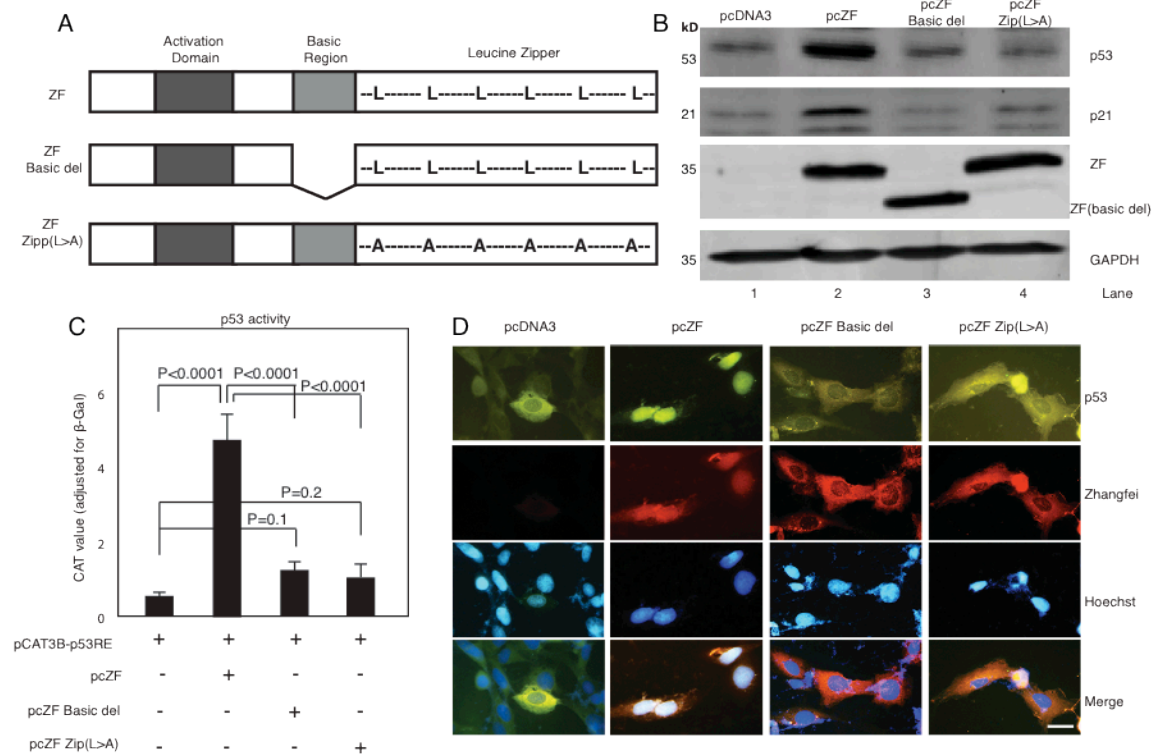 A
Activation
Domain
Basic
Region
Leucine Zipper
ZF
--L------ L------L------L------L------L--
ZF
Basic del
--L------ L------L------L------L------L--
ZF
Zipp(L>A)
--A------A------A------A------A------A--
B
kD
pcDNA3
pcZF
pcZF
Basic del
pcZF
Zip(L>A)
53
p53
21
p21
35
ZF
ZF(basic del)
35
GAPDH
1 2 3 4 Lane
C
p53 activity
CAT value (adjusted for β-Gal)
6
4
2
0
P<0.0001
P<0.0001
P<0.0001
P=0.2
P=0.1
pCAT3B-p53RE + + + +
pcZF - + - -
pcZF Basic del - - + -
pcZF Zip(L>A) - - - +
D
pcDNA3
pcZF
pcZF Basic del
pcZF Zip(L>A)
p53
Zhangfei
Hoechst
Merge